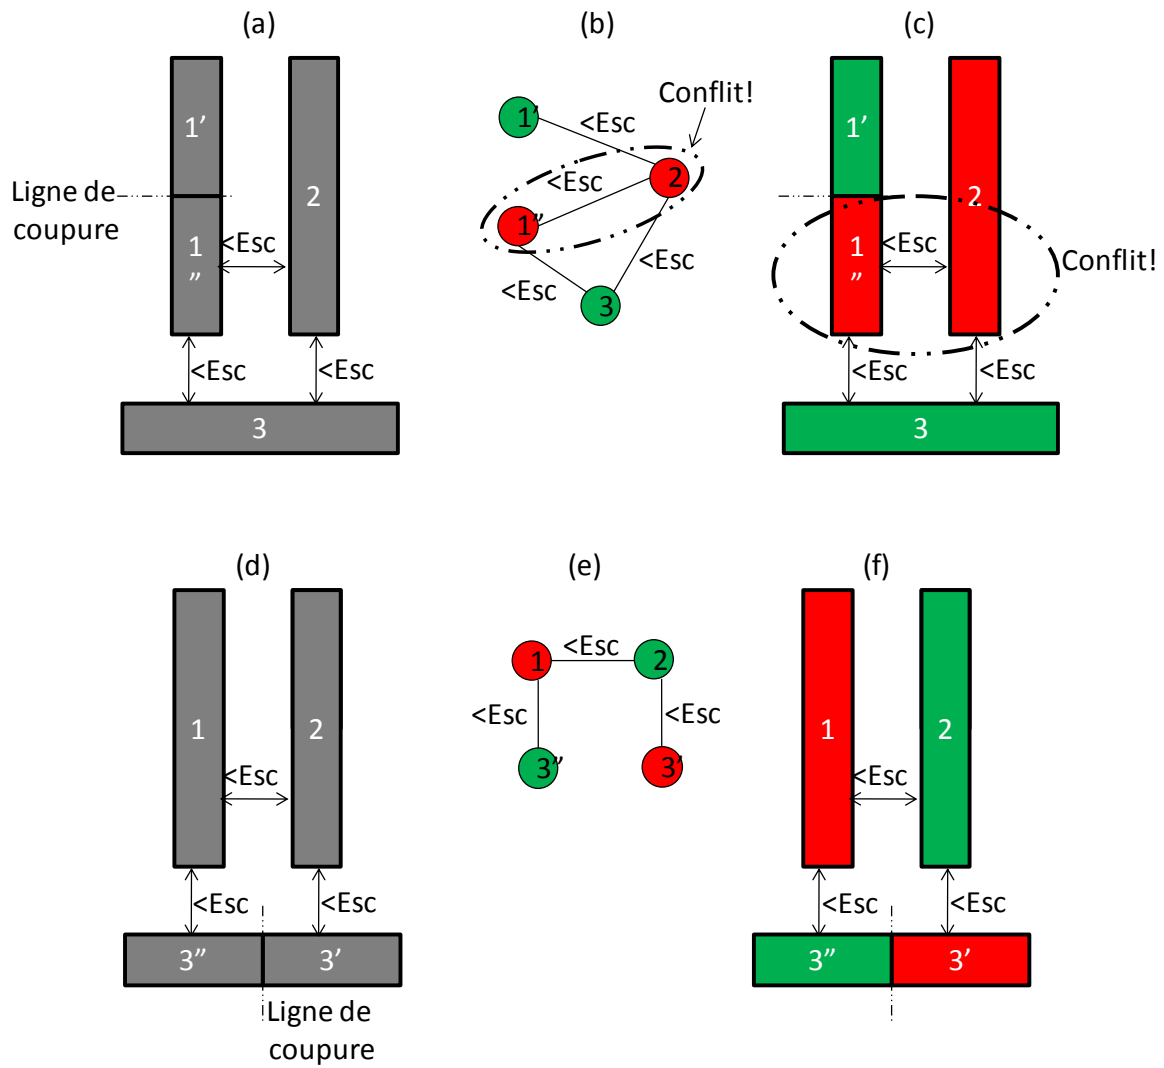 (a)
(b)
(c)
1’
2
Ligne de
coupure
1
”
<Esc
<Esc
<Esc
3
Conflit!
1’
<Esc
2
<Esc
1”
<Esc
<Esc
3
1’
2
1
”
<Esc
Conflit!
<Esc
<Esc
3
(d)
(e)
(f)
1
2
<Esc
<Esc
<Esc
3”
3’
Ligne de
coupure
1
<Esc
2
<Esc
<Esc
3”
3’
1
2
<Esc
<Esc
<Esc
3”
3’